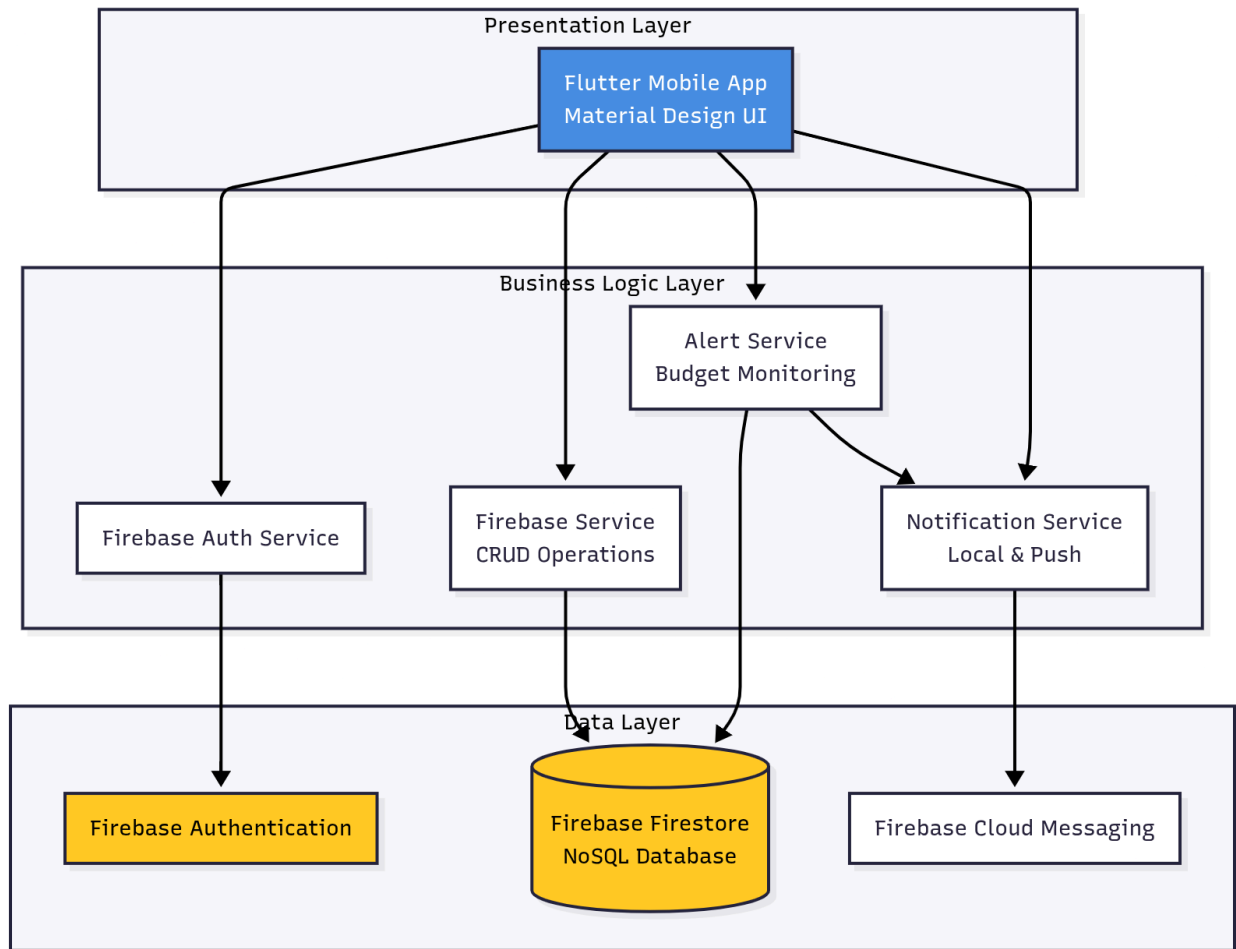 Presentation Layer
Flutter Mobile App
Material Design UI
Business Logic Layer
Alert Service
Budget Monitoring
Firebase Auth Service
Firebase Service
CRUD Operations
Notification Service
Local & Push
Data Layer
Firebase Authentication
Firebase Firestore
NoSQL Database
Firebase Cloud Messaging